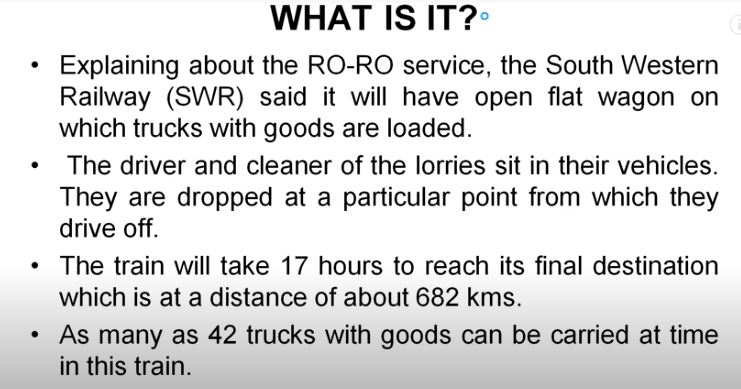 WHAT IS IT?
• Explaining about the RO-RO service, the South Western
Railway (SWR) said it will have open flat wagon on
which trucks with goods are loaded.
• The driver and cleaner of the lorries sit in their vehicles.
They are dropped at a particular point from which they
drive off.
• The train will take 17 hours to reach its final destination
which is at a distance of about 682 kms.
• As many as 42 trucks with goods can be carried at time
in this train.